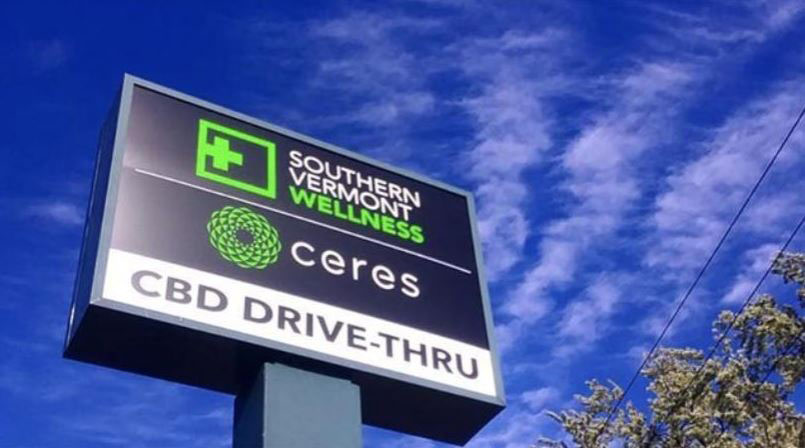 SOUTHERN
VERMONT
WELLNESS
ceres
CBD DRIVE-THRU